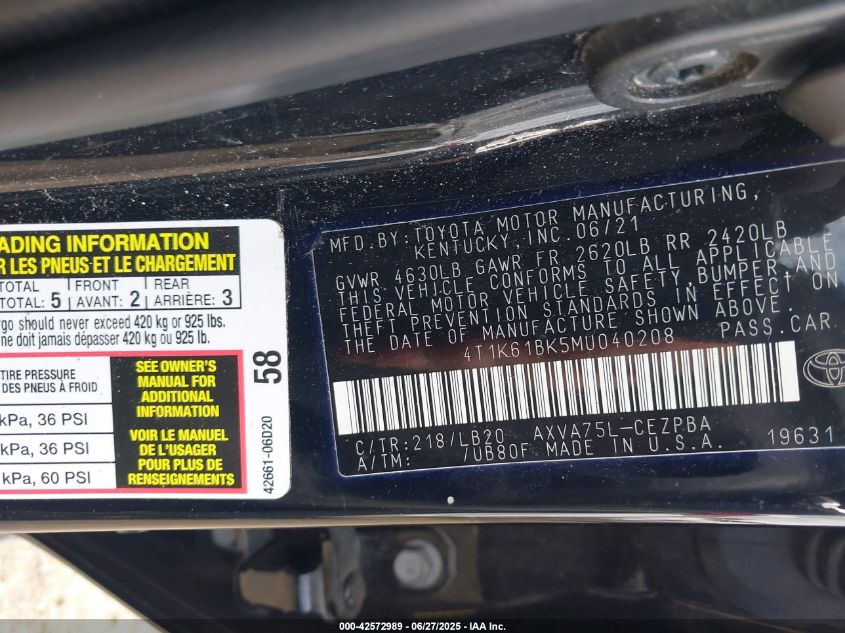 ADING INFORMATION
R LES PNEUS ET LE CHARGEMENT
TOTAL FRONT REAR
TOTAL: 5 AVANT: 2 ARRIÈRE: 3
rgo should never exceed 420 kg or 925 lbs.
ne doit jamais dépasser 420 kg ou 925 lb.
TIRE PRESSURE
DES PNEUS À FROID
kPa, 36 PSI
kPa, 36 PSI
kPa, 60 PSI
SEE OWNER'S
MANUAL FOR
ADDITIONAL
INFORMATION
VOIR LE MANUEL
DE L'USAGER
POUR PLUS DE
RENSEIGNEMENTS
58
42661-06D20
MFD. BY: TOYOTA MOTOR MANUFACTURING,
KENTUCKY, INC. 06/21
GVWR 4630LB GAWR FR 2620LB RR 2420LB
THIS VEHICLE CONFORMS TO ALL APPLICABLE
FEDERAL MOTOR VEHICLE SAFETY, BUMPER, AND
THEFT PREVENTION STANDARDS IN EFFECT ON
THE DATE OF MANUFACTURE SHOWN ABOVE.
4T1K61BK5MU040208 PASS. CAR
C/TR: 218/LB20 AXVA75L-CEZPBA
A/TM: /UB80F MADE IN U.S.A. 19631
000-42572989 - 06/27/2025 - IAA Inc.